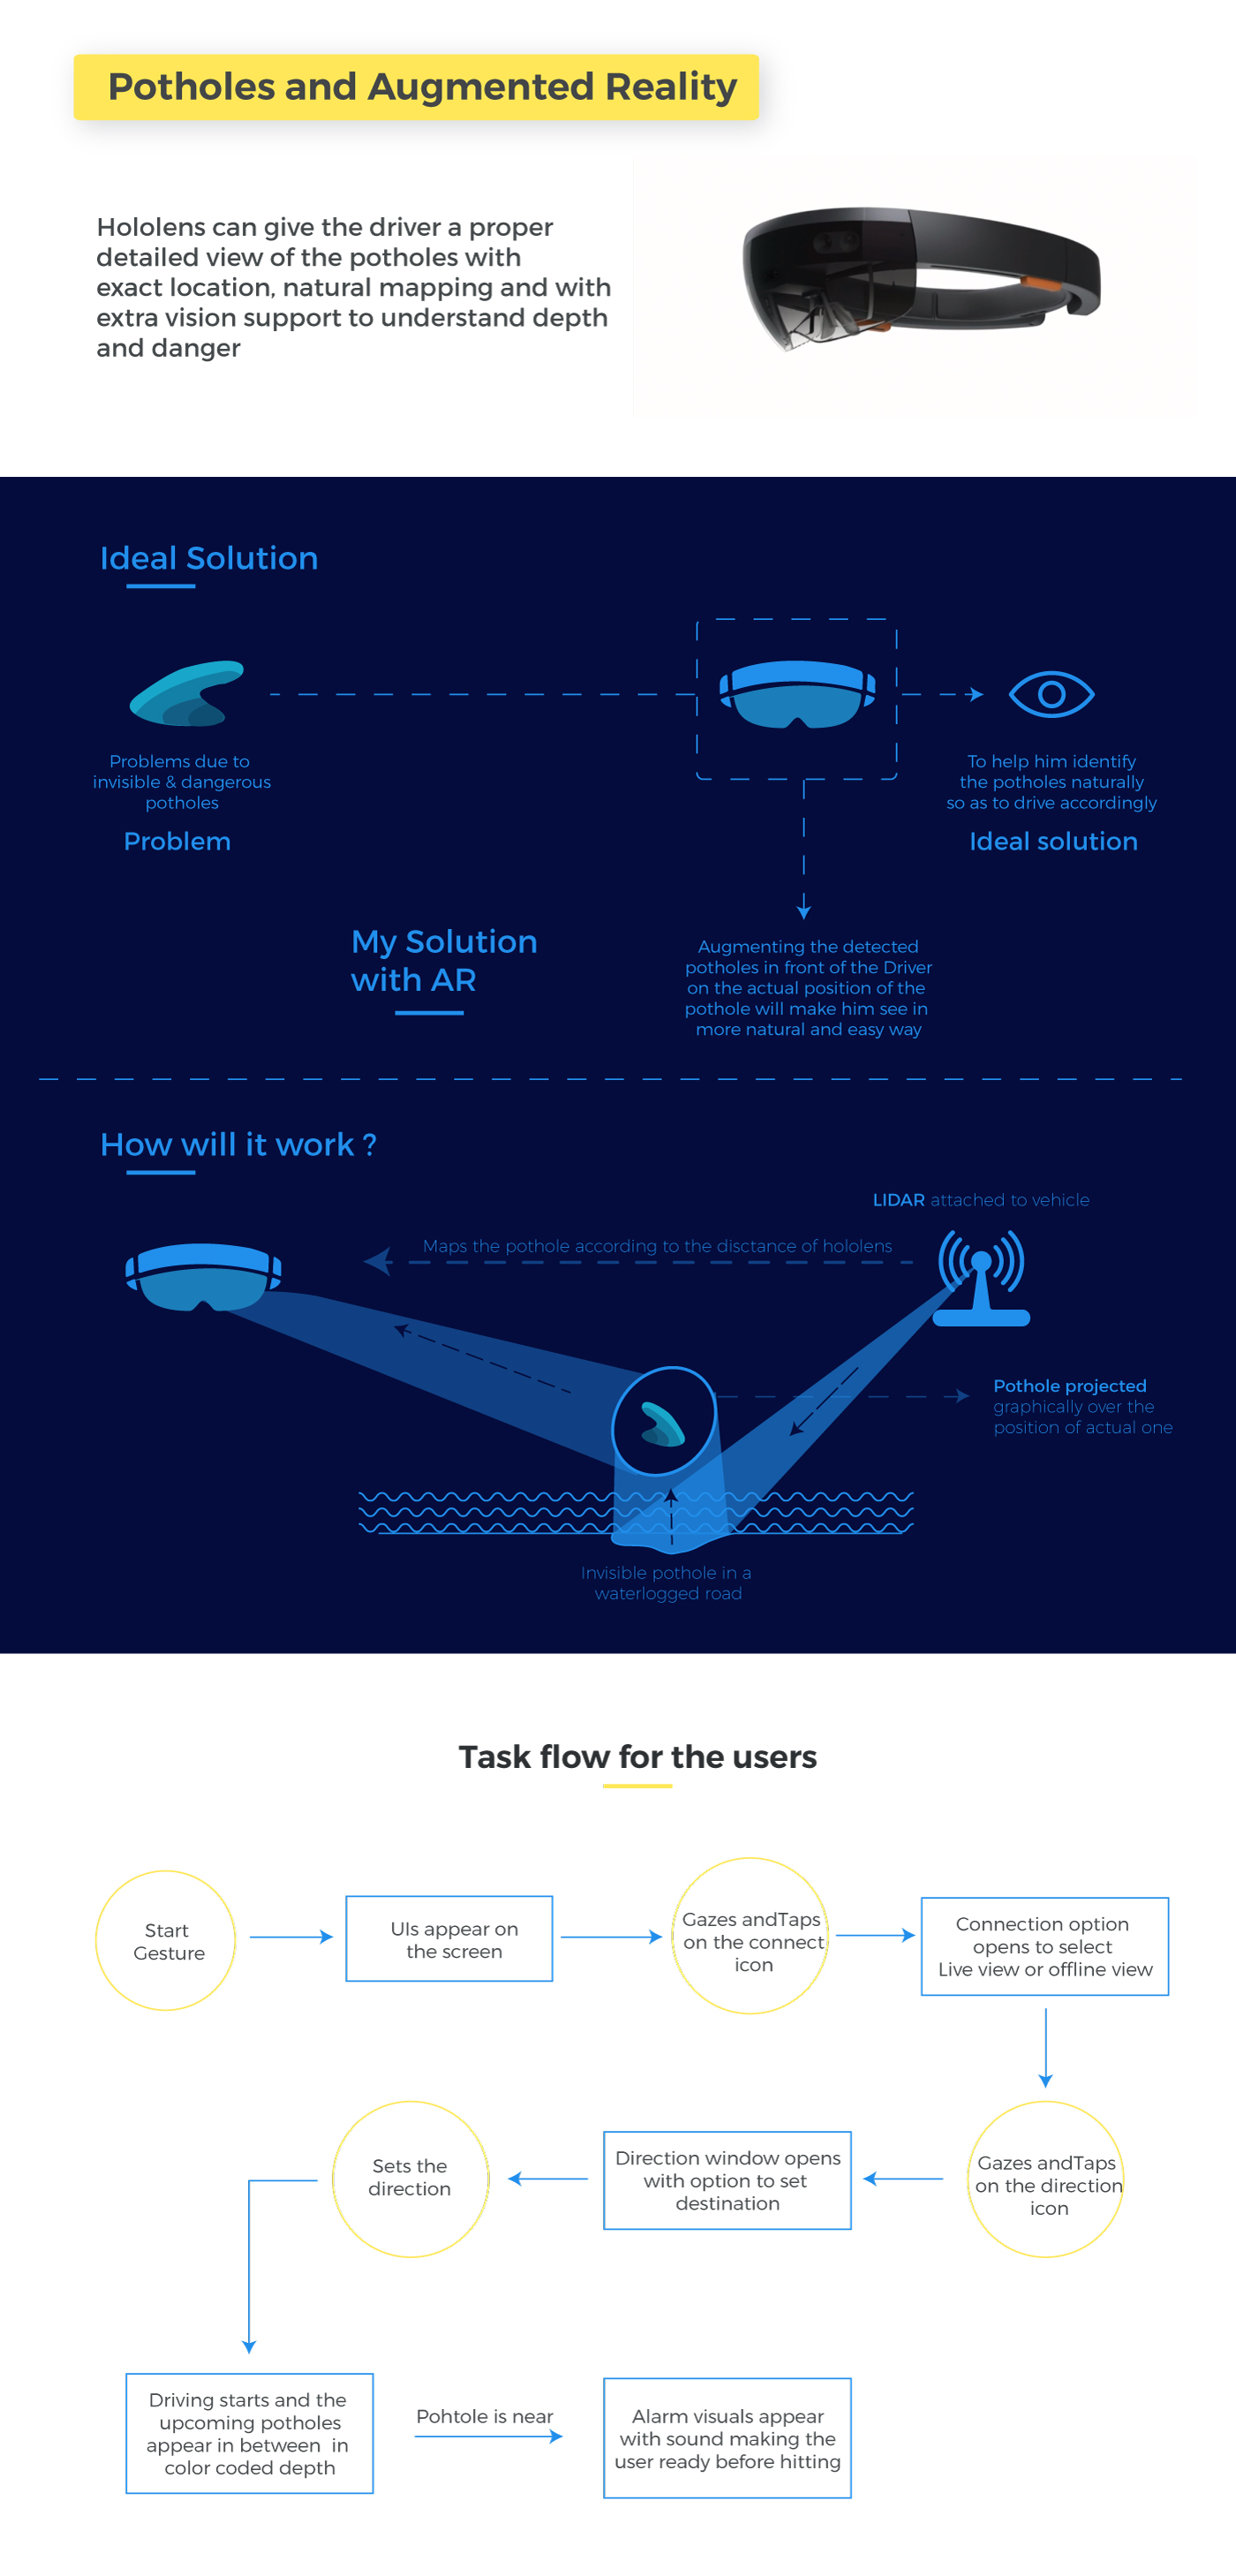 Potholes and Augmented Reality
Hololens can give the driver a proper
detailed view of the potholes with
exact location, natural mapping and with
extra vision support to understand depth
and danger
Ideal Solution
Problems due to
invisible & dangerous
potholes
Problem
To help him identify
the potholes naturally
so as to drive accordingly
Ideal solution
My Solution
with AR
Augmenting the detected
potholes in front of the Driver
on the actual position of the
pothole will make him see in
more natural and easy way
How will it work ?
LIDAR attached to vehicle
Maps the pothole according to the disctance of hololens
Pothole projected
graphically over the
position of actual one
Invisible pothole in a
waterlogged road
Task flow for the users
Start
Gesture
UIs appear on
the screen
Gazes andTaps
on the connect
icon
Connection option
opens to select
Live view or offline view
Gazes andTaps
on the direction
icon
Direction window opens
with option to set
destination
Sets the
direction
Driving starts and the
upcoming potholes
appear in between in
color coded depth
Pohtole is near
Alarm visuals appear
with sound making the
user ready before hitting